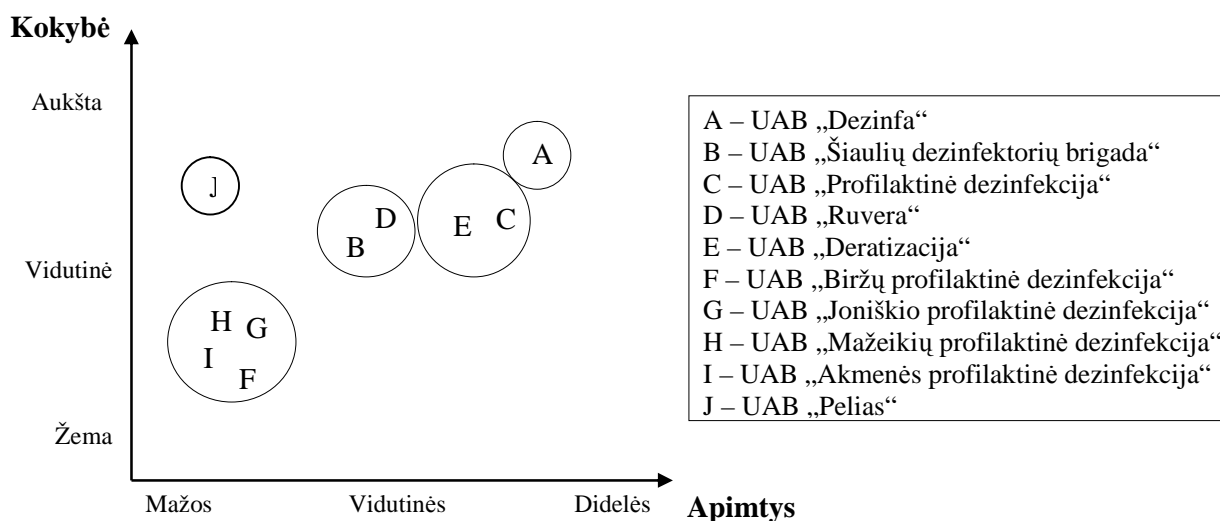 Kokybė
Aukšta
Vidutinė
Žema
J
A
D
B
E
C
H
G
I
F
Mažos
Vidutinės
Didelės
Apimtys
A – UAB „Dezinfa“
B – UAB „Šiaulių dezinfektorių brigada“
C – UAB „Profilaktinė dezinfekcija“
D – UAB „Ruvera“
E – UAB „Deratizacija“
F – UAB „Biržų profilaktinė dezinfekcija“
G – UAB „Joniškio profilaktinė dezinfekcija“
H – UAB „Mažeikių profilaktinė dezinfekcija“
I – UAB „Akmenės profilaktinė dezinfekcija“
J – UAB „Pelias“